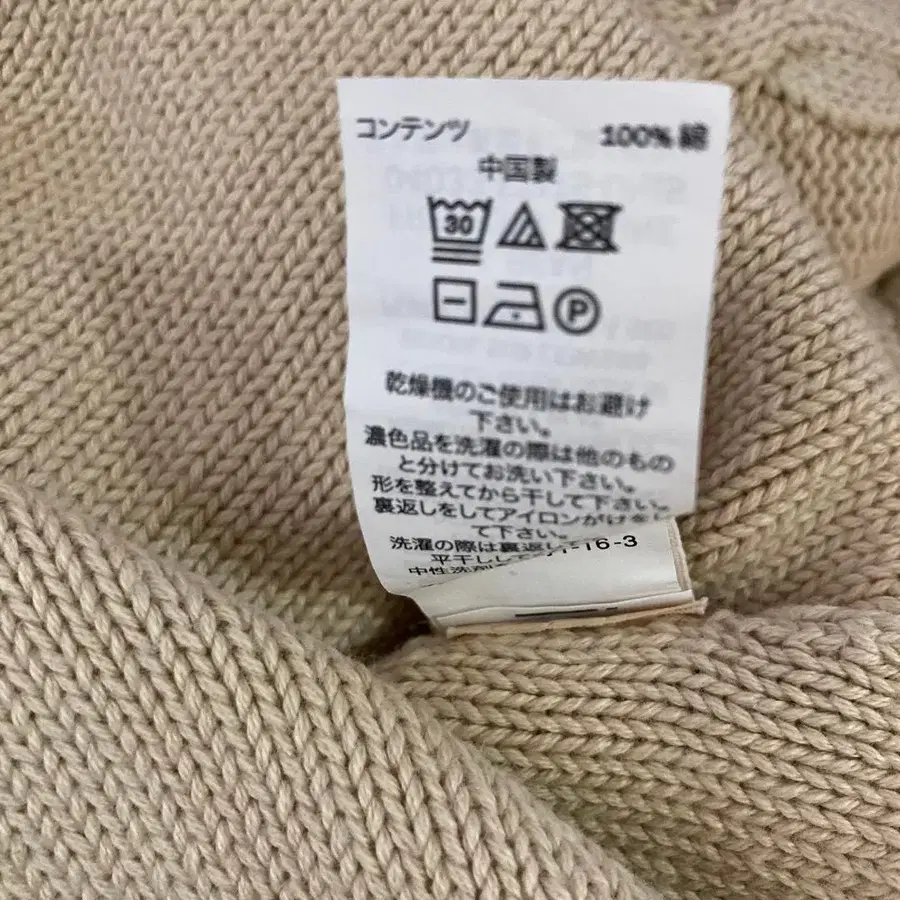 コンテンツ 100% 綿
中国製
30
P
乾燥機のご使用はお避け
下さい。
濃色品を洗濯の際は他のもの
と分けてお洗い下さい。
形を整えてから干して下さい。
裏返しをしてアイロンがけをし
て下さい。
洗濯の際は裏返し
平干し
中性洗剤
-16-3